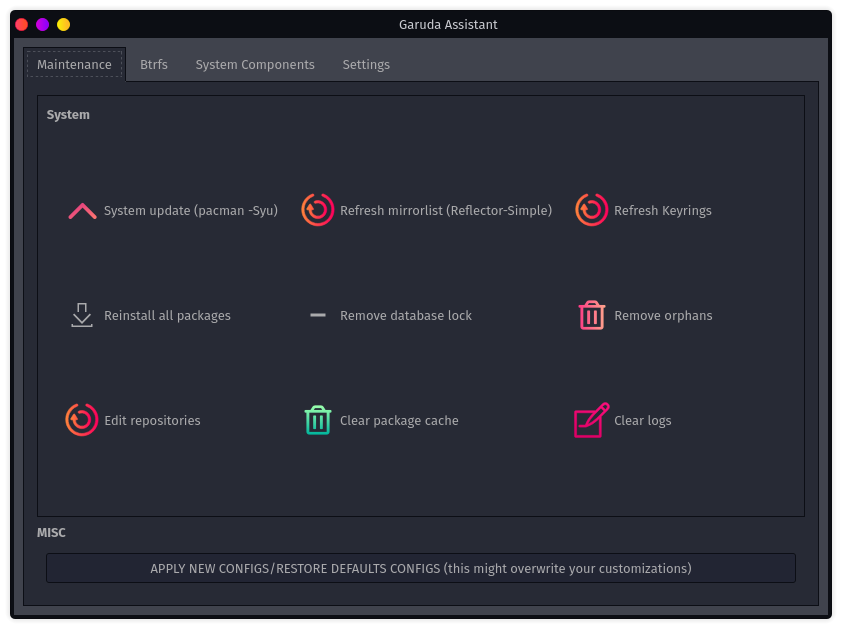 Garuda Assistant
Maintenance Btrfs System Components Settings
System
System update (pacman -Syu) Refresh mirrorlist (Reflector-Simple) Refresh Keyrings
Reinstall all packages Remove database lock Remove orphans
Edit repositories Clear package cache Clear logs
MISC
APPLY NEW CONFIGS/RESTORE DEFAULTS CONFIGS (this might overwrite your customizations)